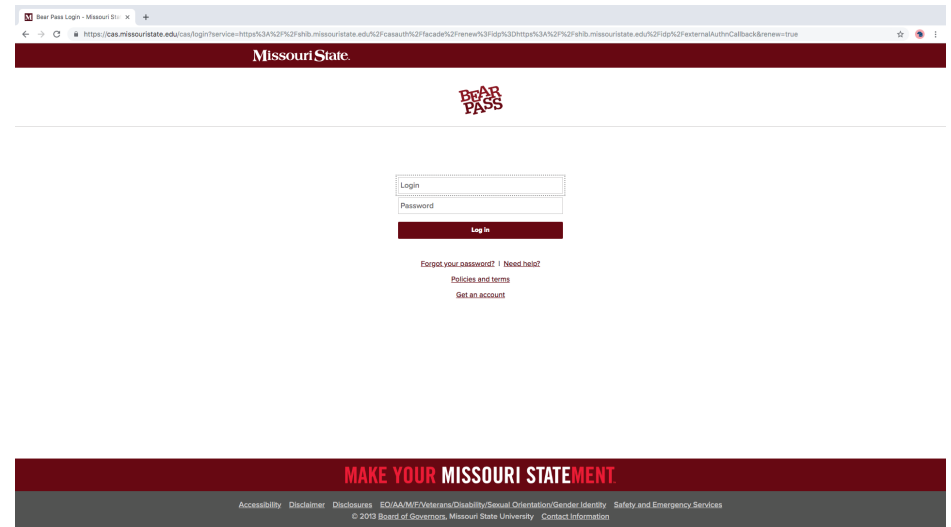 Bear Pass Login - Missouri Sta
https://cas.missouristate.edu/cas/login?service=https%3A%2F%2Fshib.missouristate.edu%2Fcasauth%2Ffacade%2Frenew%3Fidp%3Dhttps%3A%2F%2Fshib.missouristate.edu%2Fidp%2FexternalAuthnCallback&renew=true
Missouri State.
BEAR
PASS
Login
Password
Log in
Forgot your password? | Need help?
Policies and terms
Get an account
MAKE YOUR MISSOURI STATEMENT.
Accessibility Disclaimer Disclosures EO/AA/M/F/Veterans/Disability/Sexual Orientation/Gender Identity Safety and Emergency Services
© 2013 Board of Governors, Missouri State University Contact Information